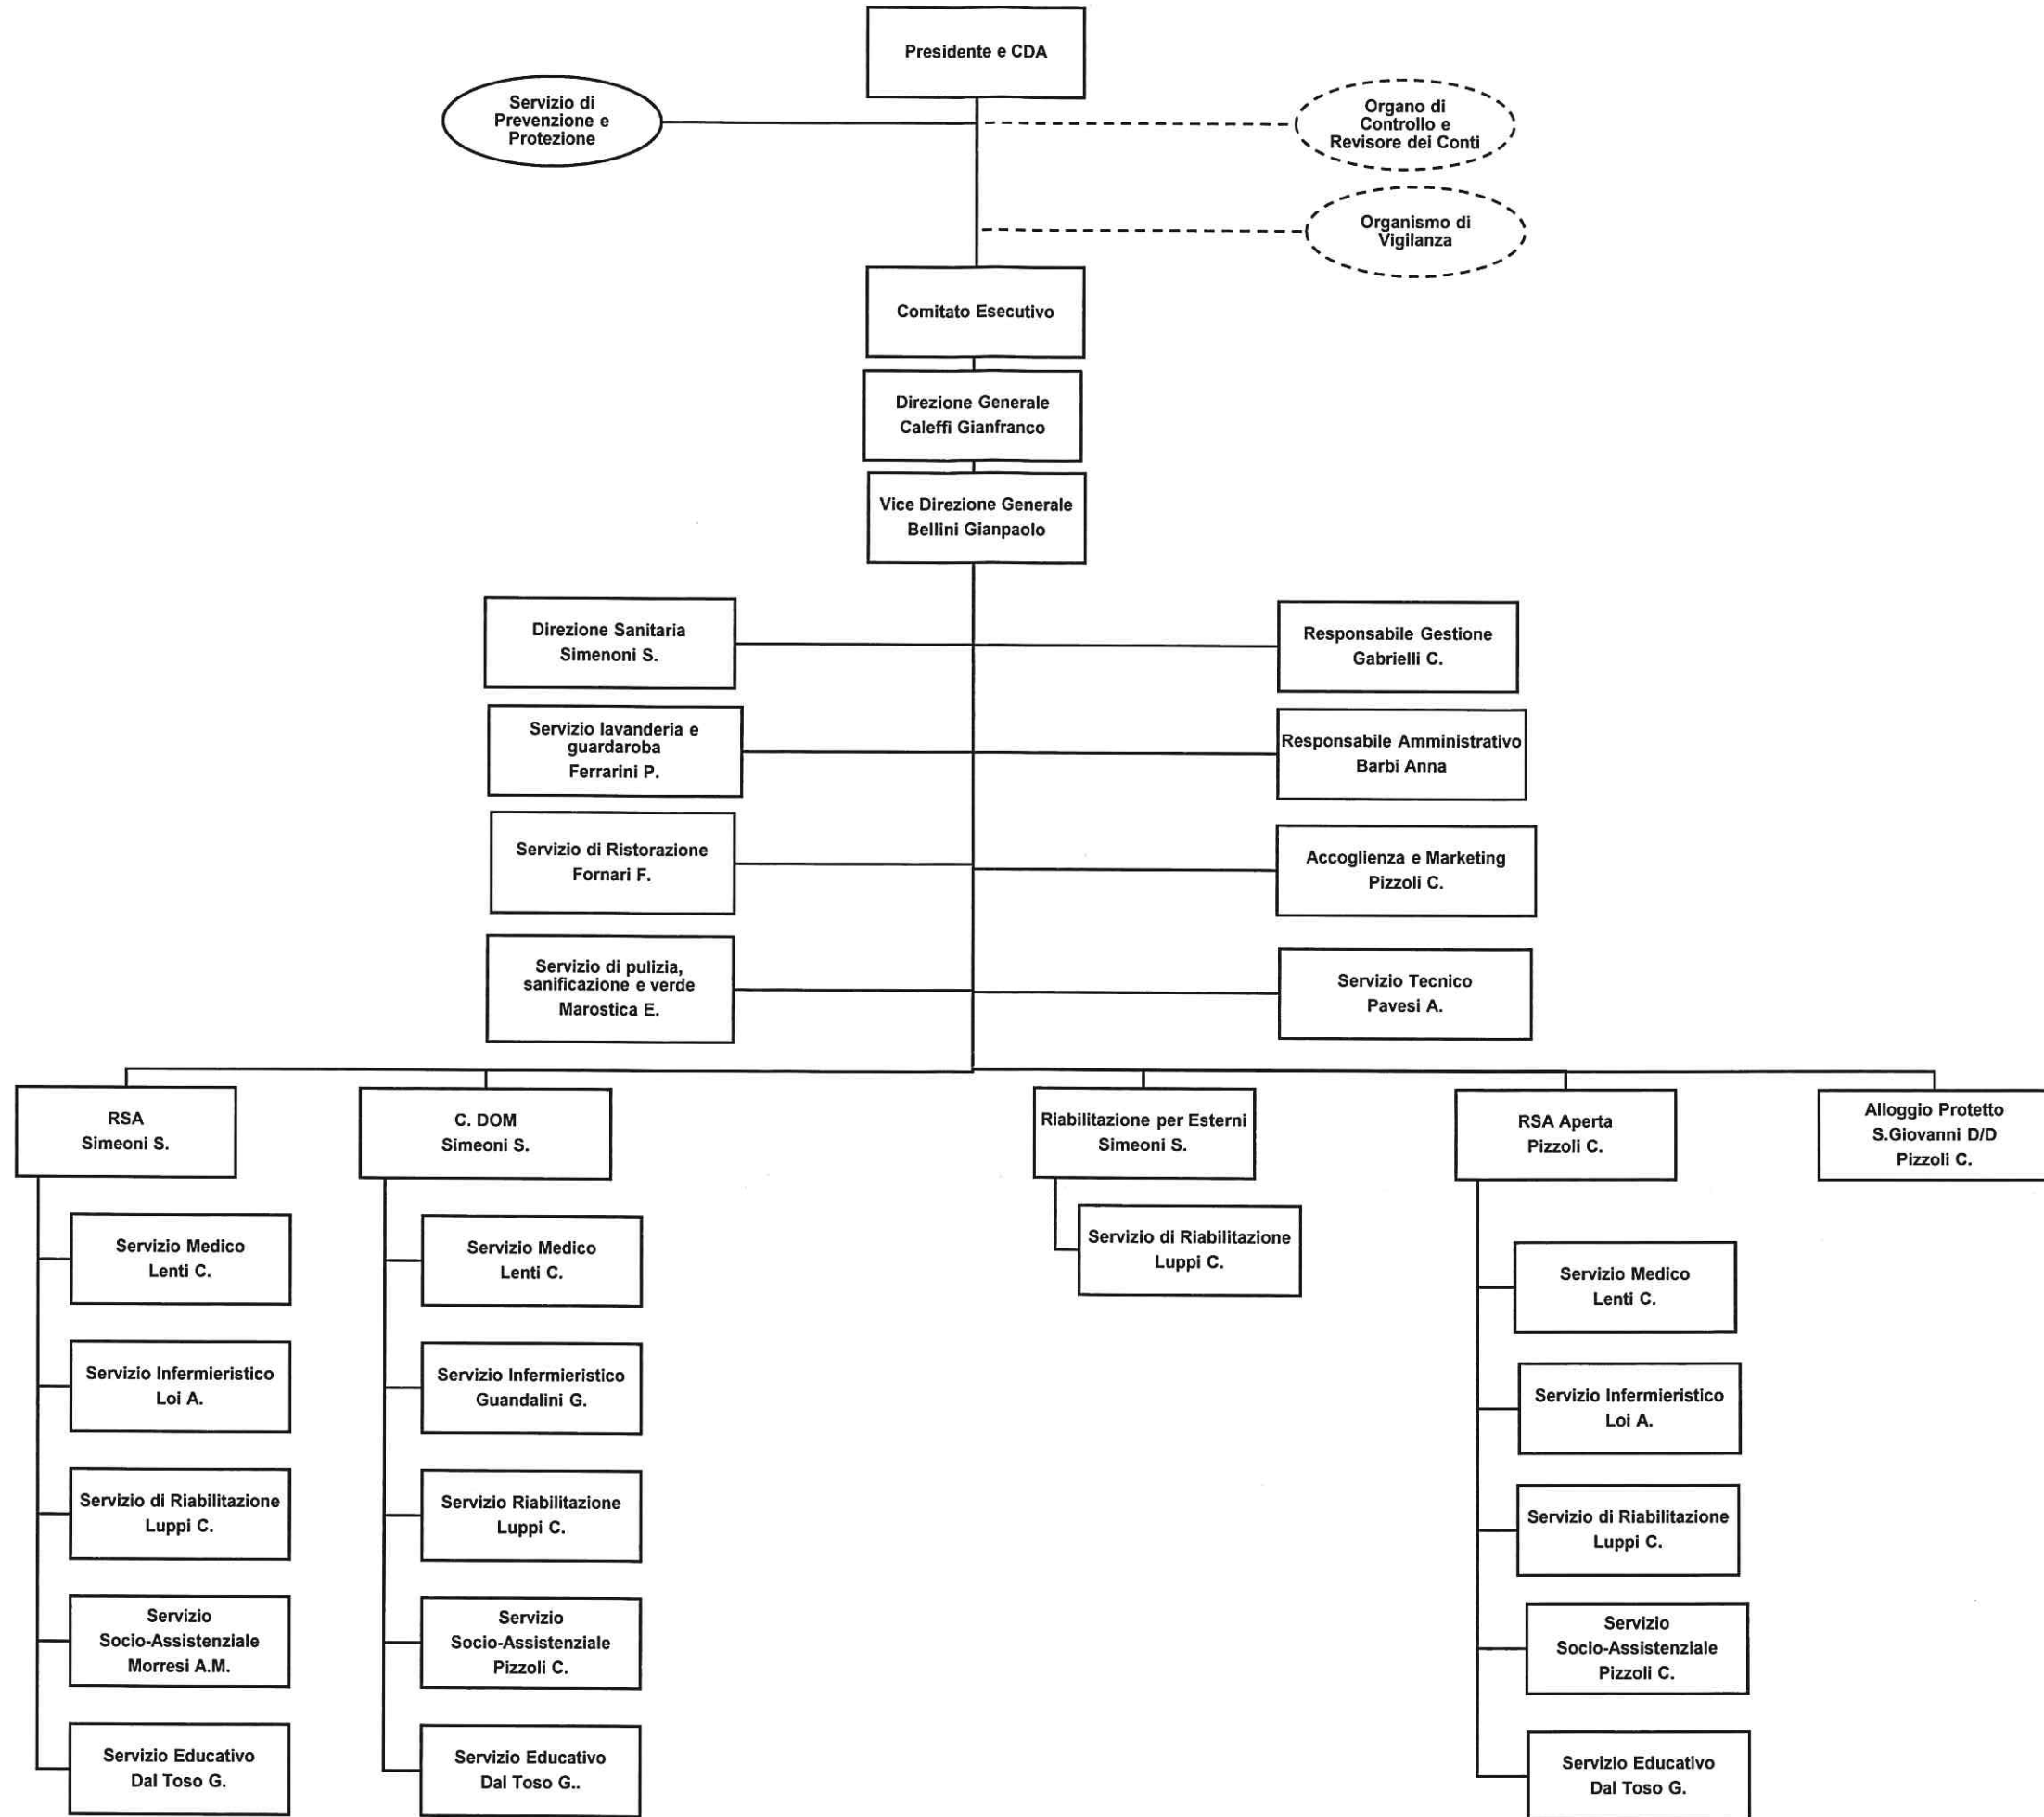 Presidente e CDA
Servizio di
Prevenzione e
Protezione
Organo di
Controllo e
Revisore dei Conti
Organismo di
Vigilanza
Comitato Esecutivo
Direzione Generale
Caleffi Gianfranco
Vice Direzione Generale
Bellini Gianpaolo
Direzione Sanitaria
Simenoni S.
Responsabile Gestione
Gabrielli C.
Servizio lavanderia e
guardaroba
Ferrarini P.
Responsabile Amministrativo
Barbi Anna
Servizio di Ristorazione
Fornari F.
Accoglienza e Marketing
Pizzoli C.
Servizio di pulizia,
sanificazione e verde
Marostica E.
Servizio Tecnico
Pavesi A.
RSA
Simeoni S.
C. DOM
Simeoni S.
Riabilitazione per Esterni
Simeoni S.
RSA Aperta
Pizzoli C.
Alloggio Protetto
S.Giovanni D/D
Pizzoli C.
Servizio Medico
Lenti C.
Servizio Infermieristico
Loi A.
Servizio di Riabilitazione
Luppi C.
Servizio
Socio-Assistenziale
Morresi A.M.
Servizio Educativo
Dal Toso G.
Servizio Medico
Lenti C.
Servizio Infermieristico
Guandalini G.
Servizio Riabilitazione
Luppi C.
Servizio
Socio-Assistenziale
Pizzoli C.
Servizio Educativo
Dal Toso G..
Servizio di Riabilitazione
Luppi C.
Servizio Medico
Lenti C.
Servizio Infermieristico
Loi A.
Servizio di Riabilitazione
Luppi C.
Servizio
Socio-Assistenziale
Pizzoli C.
Servizio Educativo
Dal Toso G.